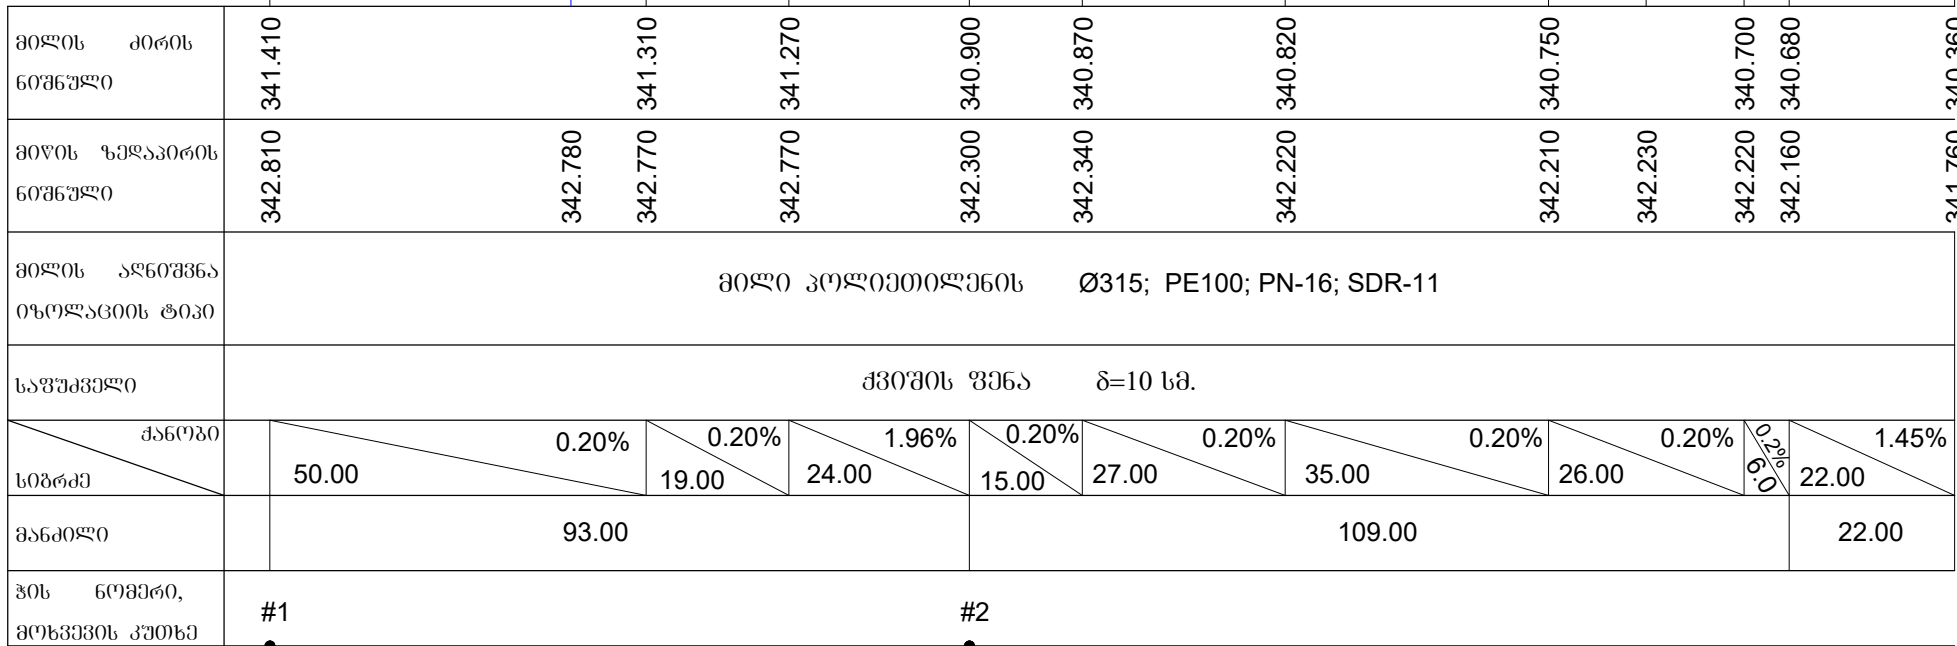 მილის ძირის
ნიშნული
341.410 341.310 341.270 340.900 340.870 340.820 340.750 340.700 340.680 340.360
მიწის ზედაპირის
ნიშნული
342.810 342.780 342.770 342.770 342.300 342.340 342.220 342.210 342.230 342.220 342.160 341.760
მილის აღნიშვნა
იზოლაციის ტიპი
მილი პოლიეთილენის Ø315; PE100; PN-16; SDR-11
საფუძველი
ქვიშის ფენა δ=10 სმ.
ქანობი
0.20% 0.20% 1.96% 0.20% 0.20% 0.20% 0.20% 0.2% 1.45%
სიგრძე
50.00 19.00 24.00 15.00 27.00 35.00 26.00 6.0 22.00
მანძილი
93.00 109.00 22.00
ჭის ნომერი,
მოხვევის კუთხე
#1 #2